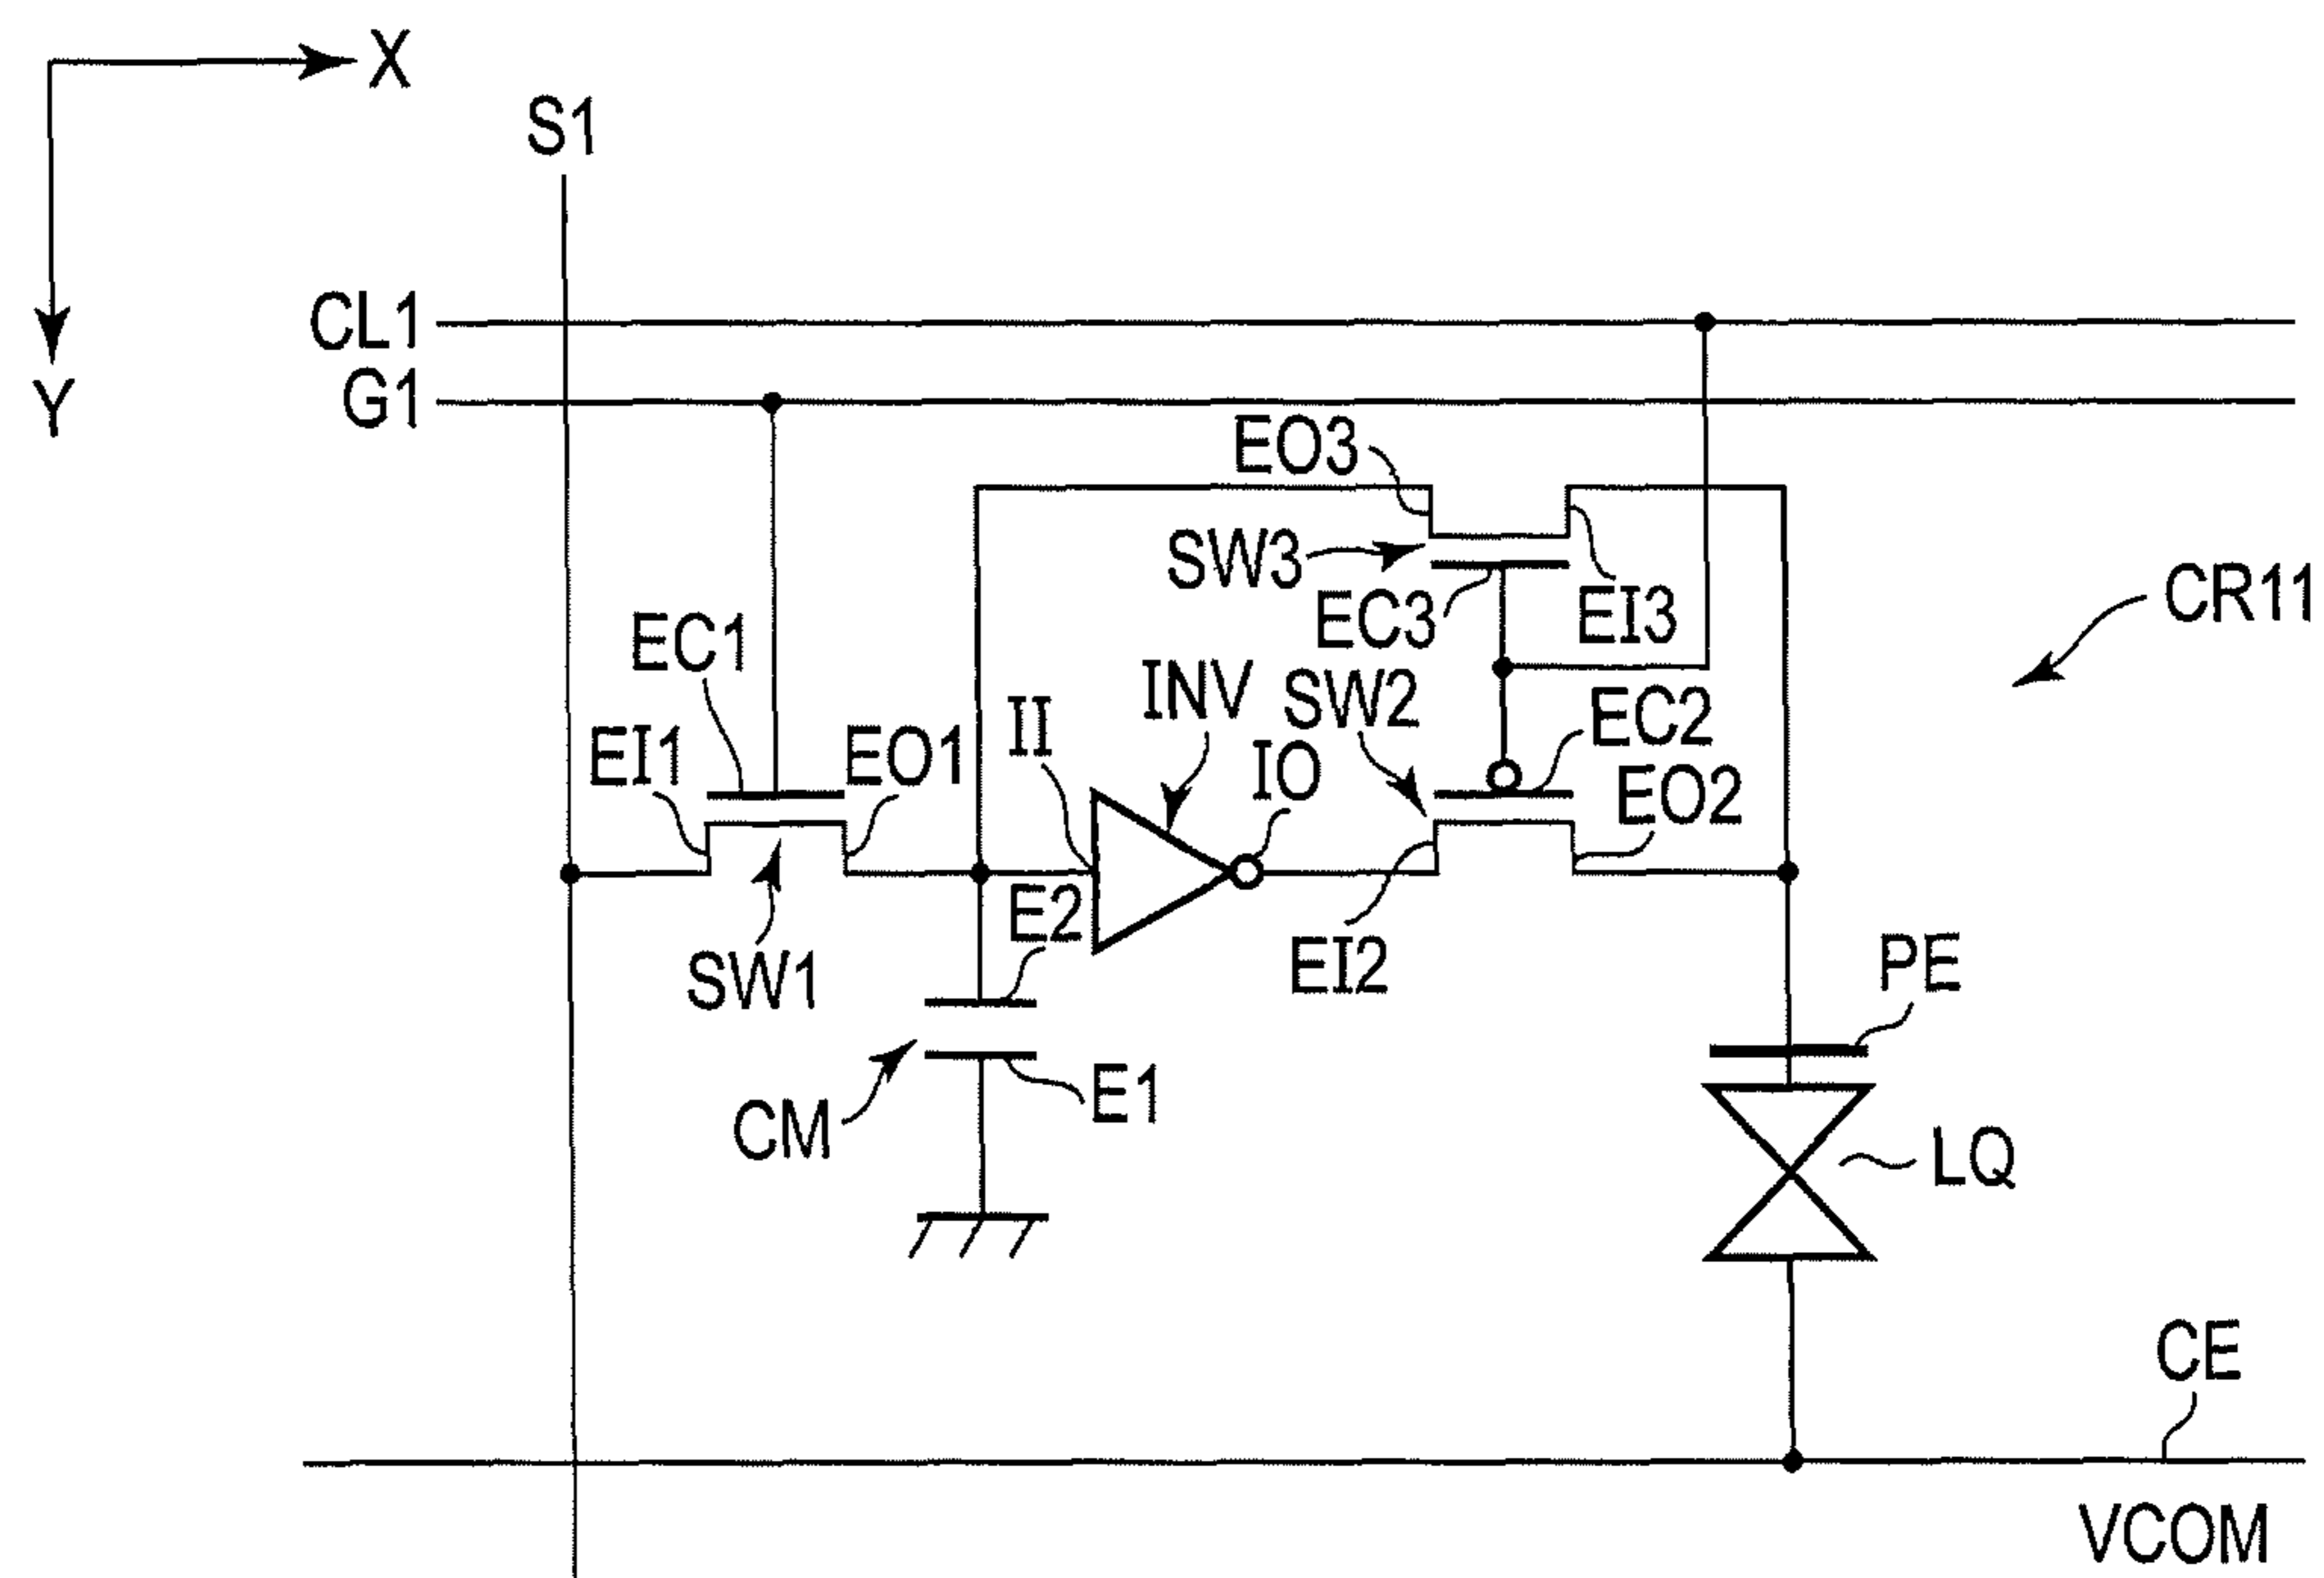 X
S1
CL1
Y
G1
EO3
SW3
EC3
EI3
CR11
EC1
INV
SW2
EC2
II
EI1
EO1
IO
EO2
E2
SW1
EI2
PE
CM
E1
LQ
CE
VCOM